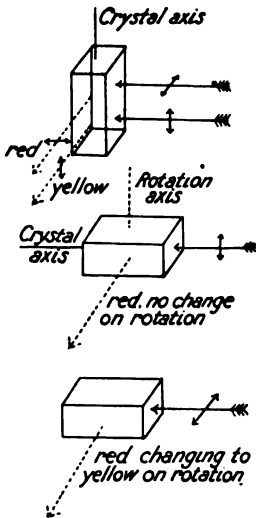 Crystal axis
red
yellow
Rotation
axis
Crystal
axis
red. no change
on rotation
red changing to
yellow on rotation